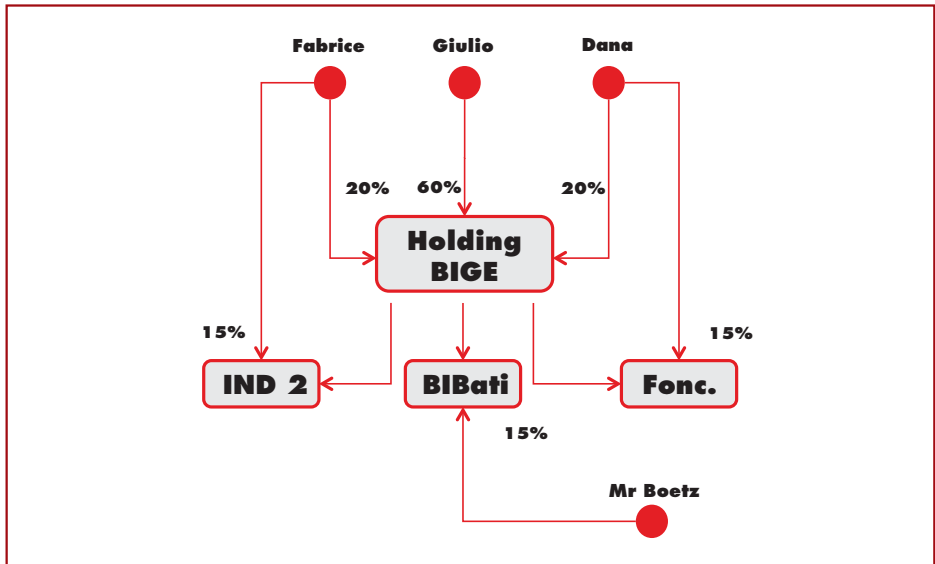 Fabrice
Giulio
Dana
20%
60%
20%
Holding
BIGE
15%
15%
IND 2
BIBati
Fonc.
15%
Mr Boetz